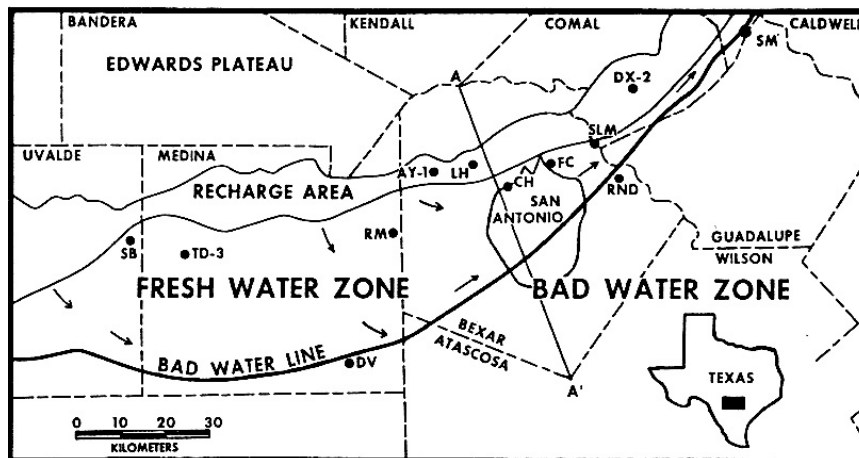 BANDERA
KENDALL
COMAL
CALDWELL
EDWARDS PLATEAU
SM
A
DX-2
UVALDE
MEDINA
SLM
AY-1
LH
FC
RECHARGE AREA
CH
RND
SAN
ANTONIO
RM
SB
TD-3
GUADALUPE
WILSON
FRESH WATER ZONE
BAD WATER ZONE
BEXAR
ATASCOSA
BAD WATER LINE
DV
A'
TEXAS
0 10 20 30
KILOMETERS